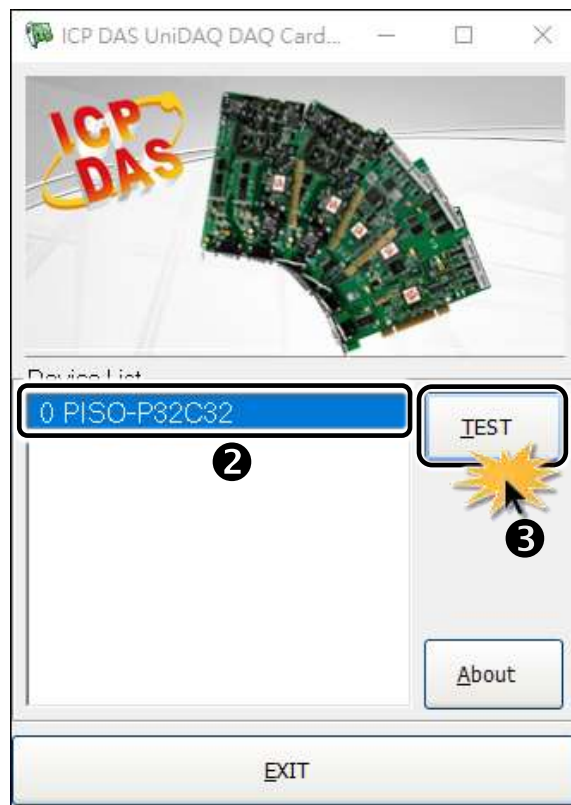 ICP DAS UniDAQ DAQ Card...
ICP
DAS
Device List
0 PISO-P32C32
TEST
❷
❸
About
EXIT